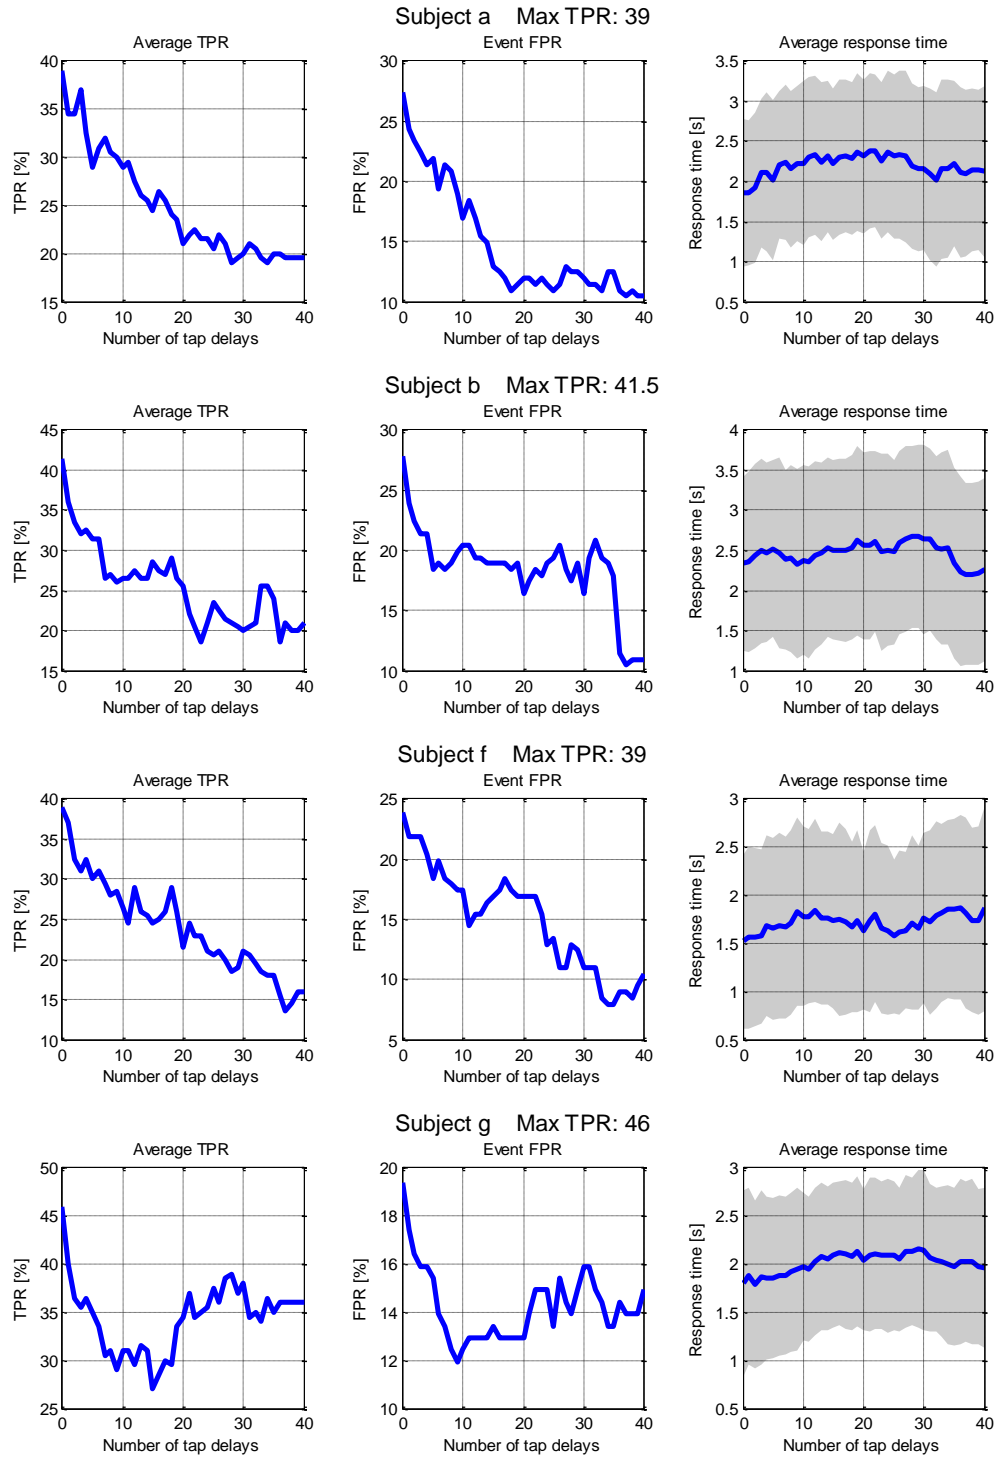 Subject a    Max TPR: 39
Average TPR
Event FPR
Average response time
TPR [%]
40
35
30
25
20
15
0 10 20 30 40
Number of tap delays
FPR [%]
30
25
20
15
10
0 10 20 30 40
Number of tap delays
Response time [s]
3.5
3
2.5
2
1.5
1
0.5
0 10 20 30 40
Number of tap delays
Subject b    Max TPR: 41.5
Average TPR
Event FPR
Average response time
TPR [%]
45
40
35
30
25
20
15
0 10 20 30 40
Number of tap delays
FPR [%]
30
25
20
15
10
0 10 20 30 40
Number of tap delays
Response time [s]
4
3.5
3
2.5
2
1.5
1
0 10 20 30 40
Number of tap delays
Subject f    Max TPR: 39
Average TPR
Event FPR
Average response time
TPR [%]
40
35
30
25
20
15
10
0 10 20 30 40
Number of tap delays
FPR [%]
25
20
15
10
5
0 10 20 30 40
Number of tap delays
Response time [s]
3
2.5
2
1.5
1
0.5
0 10 20 30 40
Number of tap delays
Subject g    Max TPR: 46
Average TPR
Event FPR
Average response time
TPR [%]
50
45
40
35
30
25
0 10 20 30 40
Number of tap delays
FPR [%]
20
18
16
14
12
10
0 10 20 30 40
Number of tap delays
Response time [s]
3
2.5
2
1.5
1
0.5
0 10 20 30 40
Number of tap delays